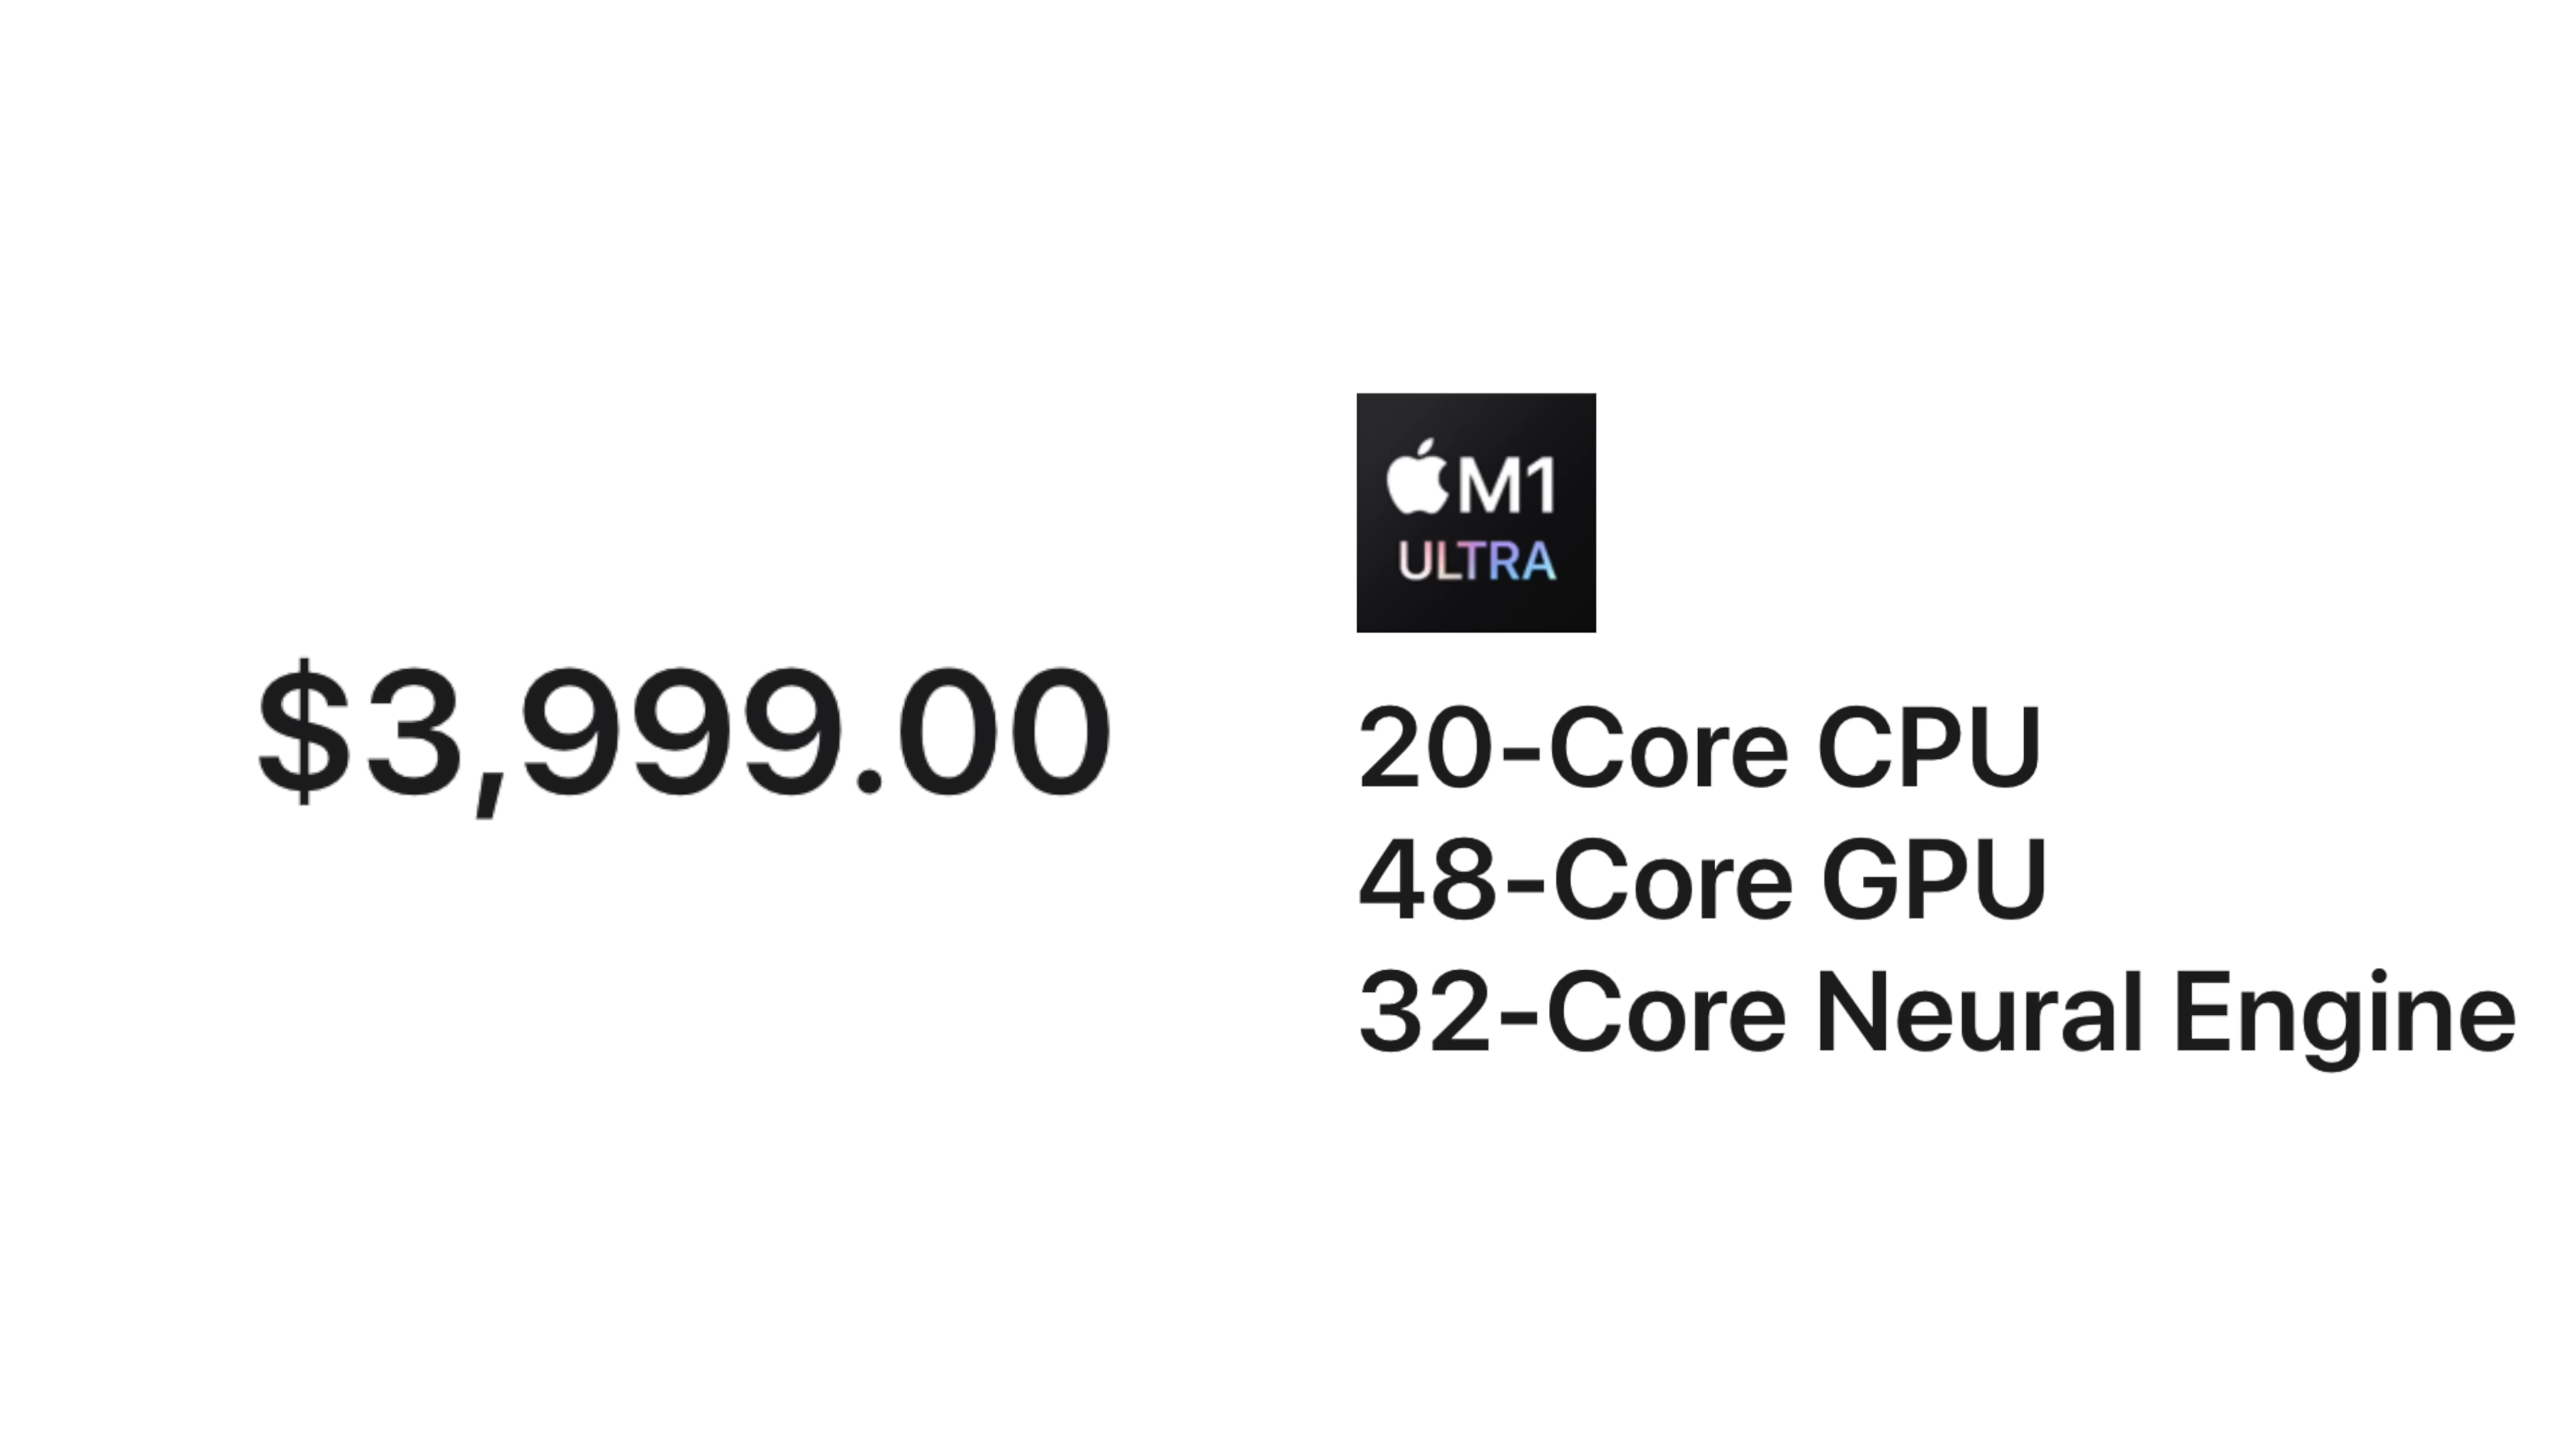 $3,999.00
M1
ULTRA
20-Core CPU
48-Core GPU
32-Core Neural Engine